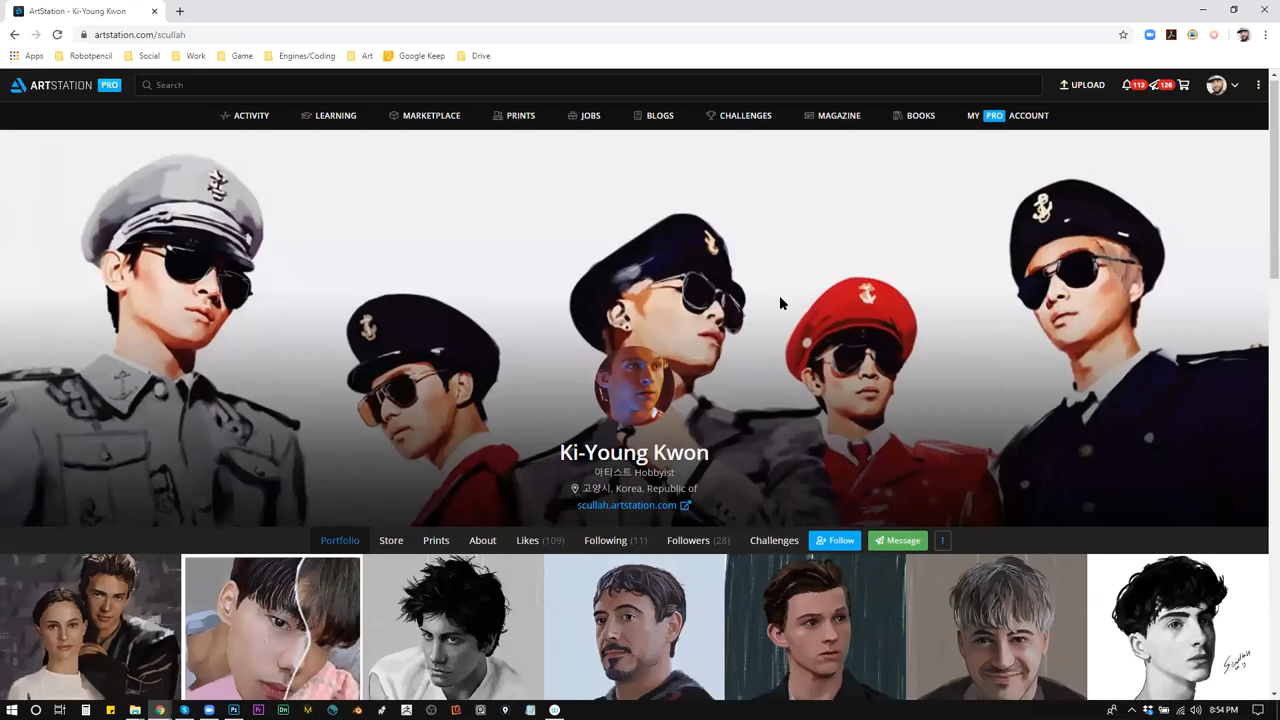 ArtStation - Ki-Young Kwon
artstation.com/scullah
Apps Robotpencil Social Work Game Engines/Coding Art Google Keep Drive
ARTSTATION PRO Search UPLOAD 113 126
ACTIVITY LEARNING MARKETPLACE PRINTS JOBS BLOGS CHALLENGES MAGAZINE BOOKS MY PRO ACCOUNT
Ki-Young Kwon
아티스트 Hobbyist
고양시, Korea, Republic of
scullah.artstation.com
Portfolio Store Prints About Likes (109) Following (11) Followers (28) Challenges Follow Message
Scullah
8:54 PM